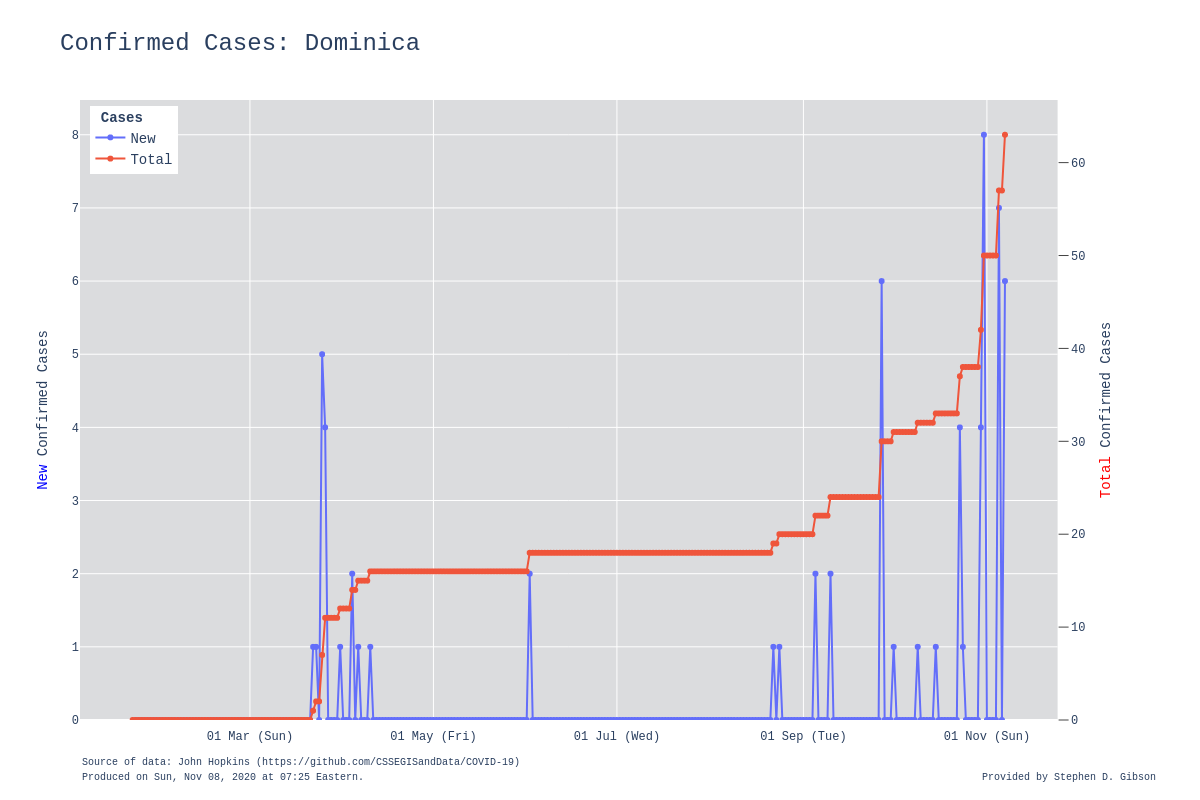 Confirmed Cases: Dominica
Cases
New
Total
8
7
6
5
4
3
2
1
0
New Confirmed Cases
60
50
40
30
20
10
0
Total Confirmed Cases
01 Mar (Sun)
01 May (Fri)
01 Jul (Wed)
01 Sep (Tue)
01 Nov (Sun)
Source of data: John Hopkins (https://github.com/CSSEGISandData/COVID-19)
Produced on Sun, Nov 08, 2020 at 07:25 Eastern.
Provided by Stephen D. Gibson